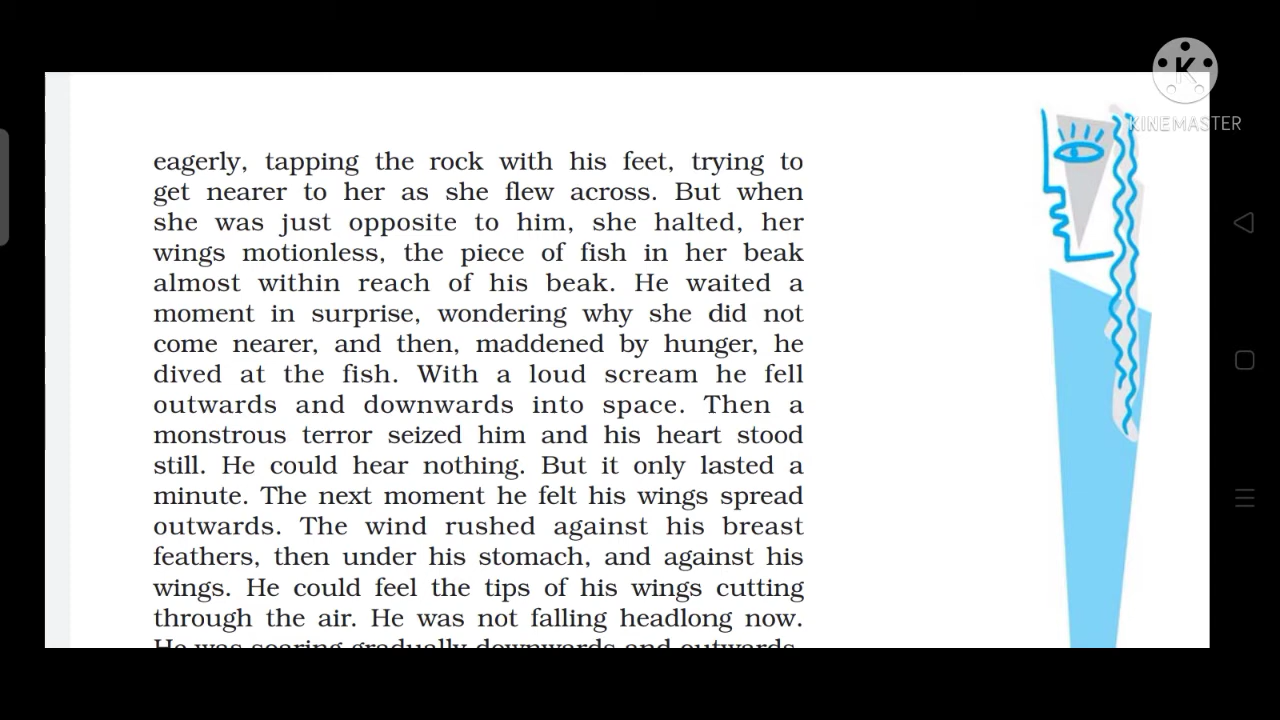 KINEMASTER
eagerly, tapping the rock with his feet, trying to
get nearer to her as she flew across. But when
she was just opposite to him, she halted, her
wings motionless, the piece of fish in her beak
almost within reach of his beak. He waited a
moment in surprise, wondering why she did not
come nearer, and then, maddened by hunger, he
dived at the fish. With a loud scream he fell
outwards and downwards into space. Then a
monstrous terror seized him and his heart stood
still. He could hear nothing. But it only lasted a
minute. The next moment he felt his wings spread
outwards. The wind rushed against his breast
feathers, then under his stomach, and against his
wings. He could feel the tips of his wings cutting
through the air. He was not falling headlong now.
He was soaring gradually downwards and outwards.